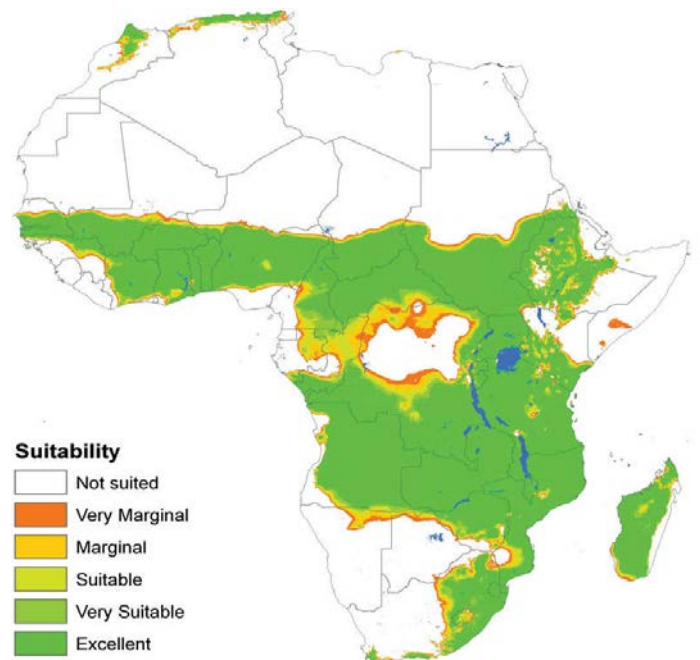 Suitability
Not suited
Very Marginal
Marginal
Suitable
Very Suitable
Excellent